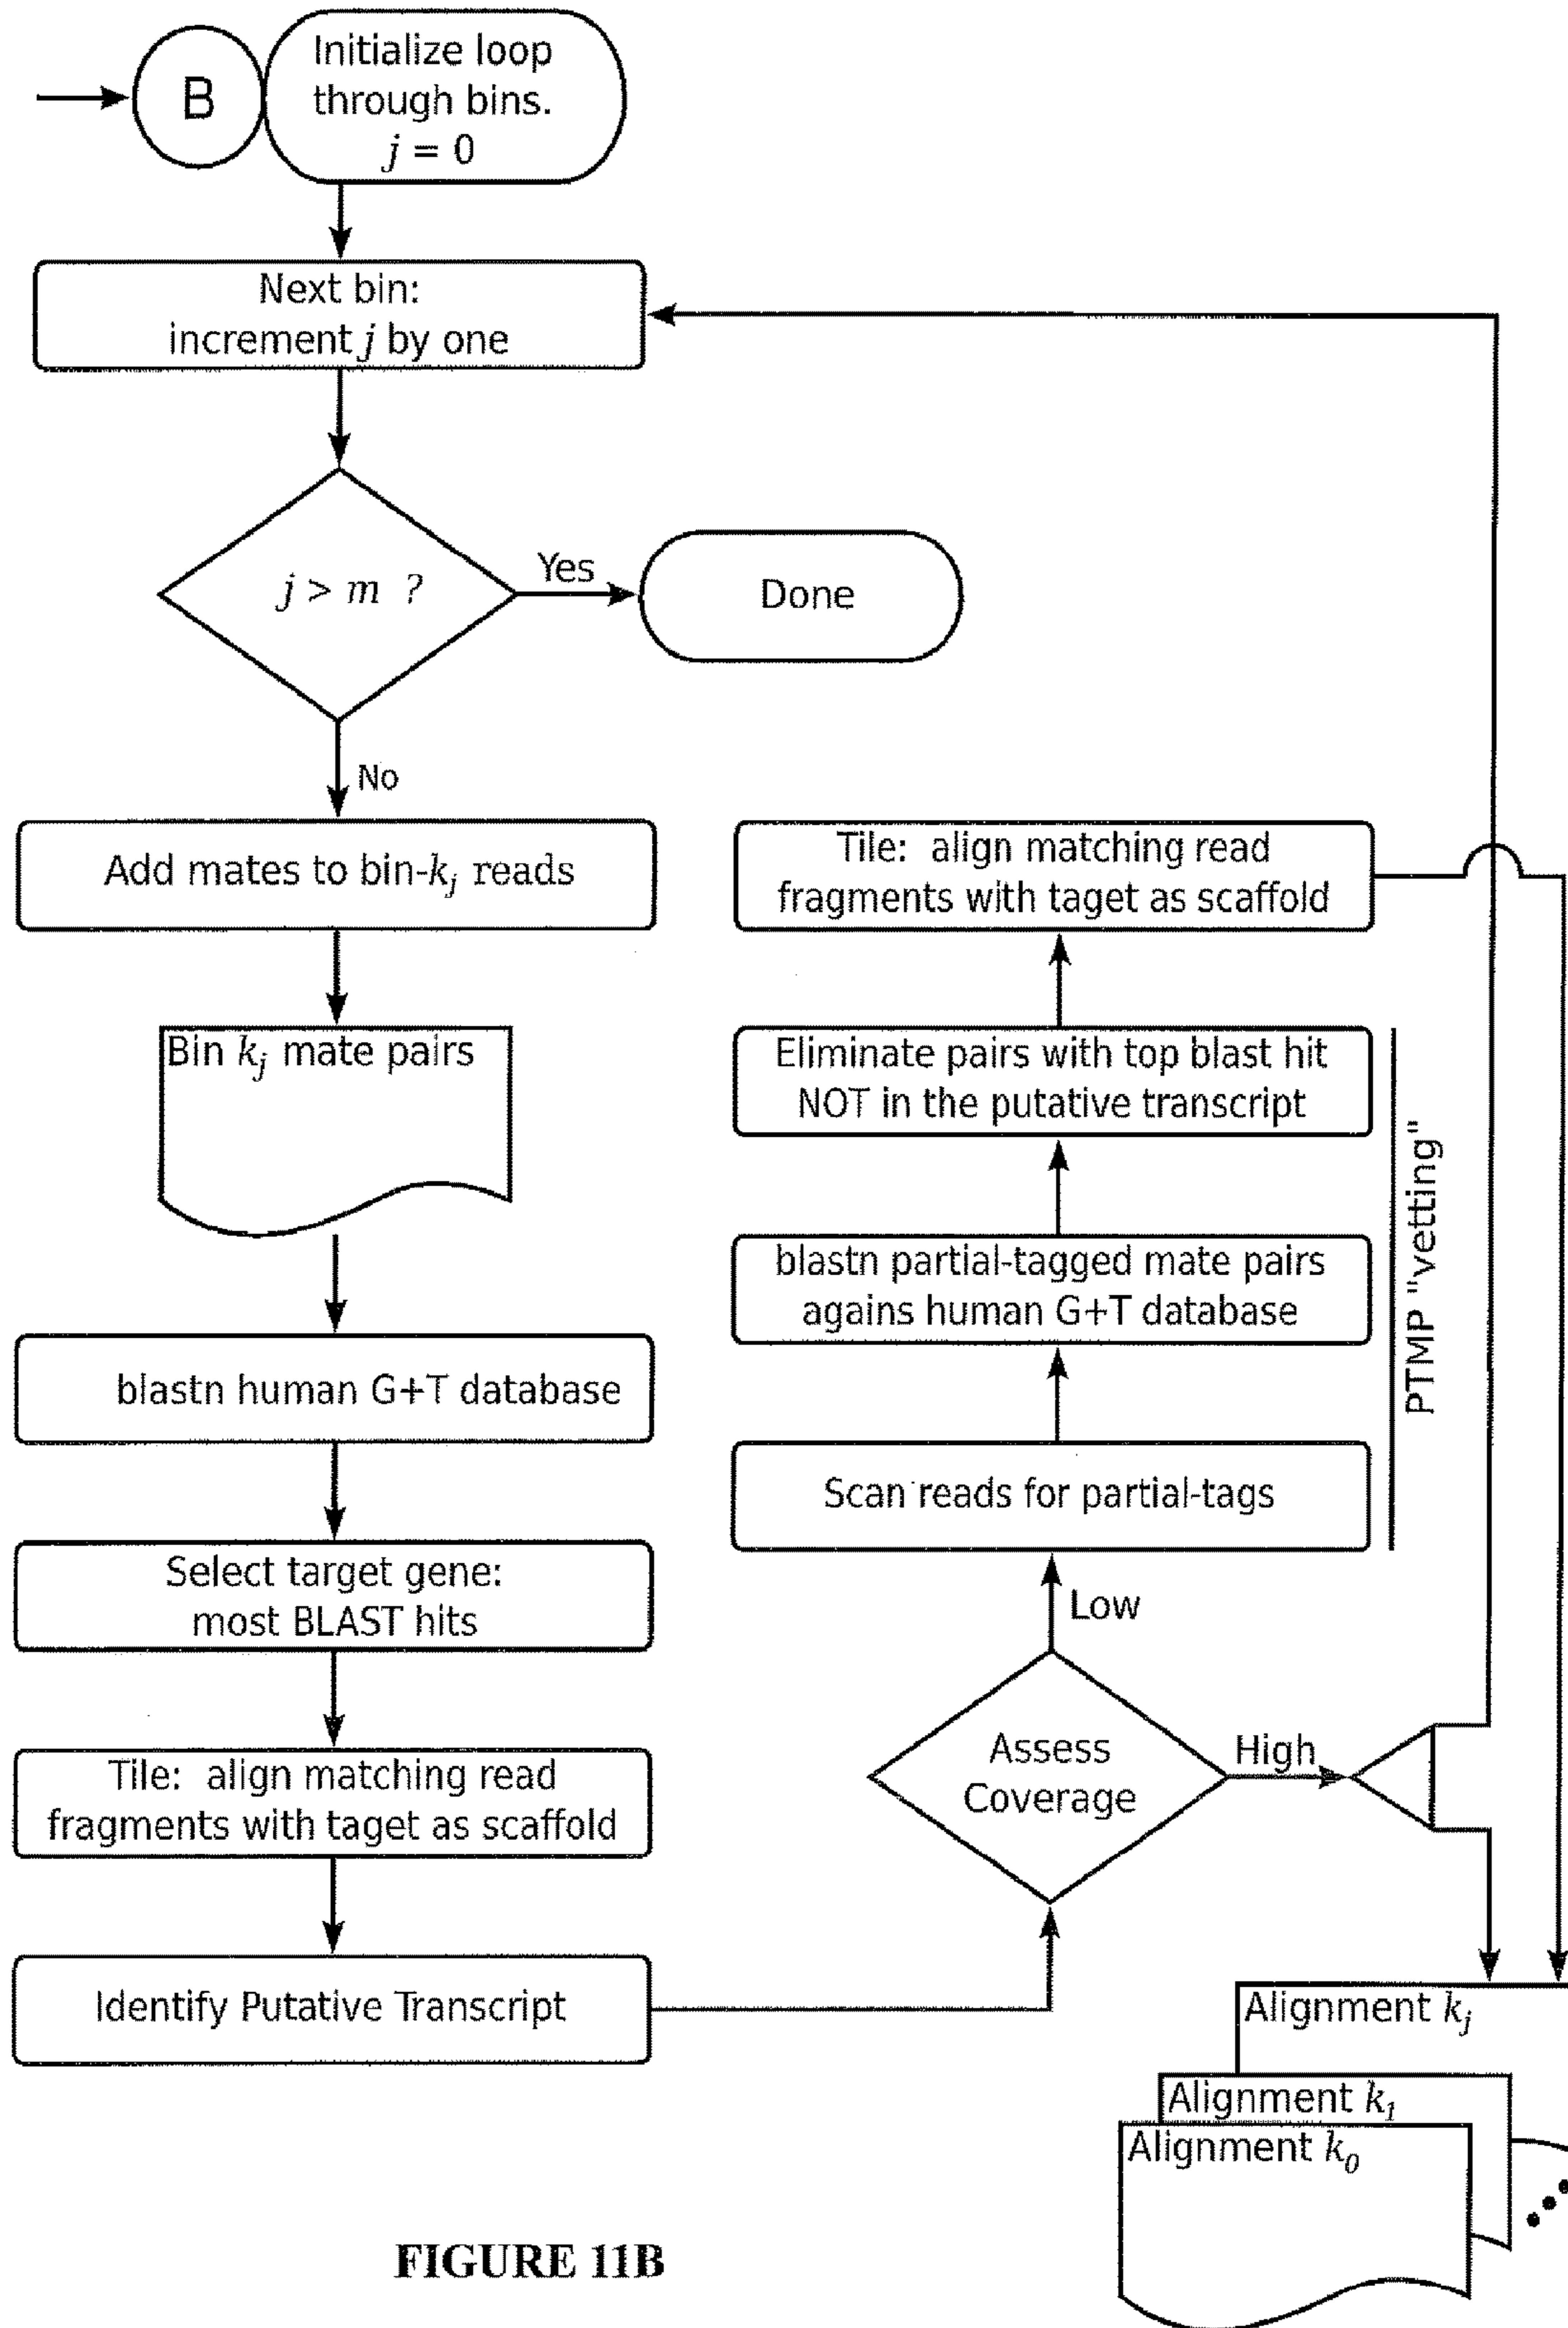 B
Initialize loop
through bins.
j = 0
Next bin:
increment j by one
j > m ?
Yes
Done
No
Add mates to bin-kj reads
Bin kj mate pairs
blastn human G+T database
Select target gene:
most BLAST hits
Tile: align matching read
fragments with taget as scaffold
Identify Putative Transcript
Tile: align matching read
fragments with taget as scaffold
Eliminate pairs with top blast hit
NOT in the putative transcript
blastn partial-tagged mate pairs
agains human G+T database
Scan reads for partial-tags
PTMP "vetting"
Low
Assess
Coverage
High
Alignment kj
Alignment k1
Alignment k0
FIGURE 11B